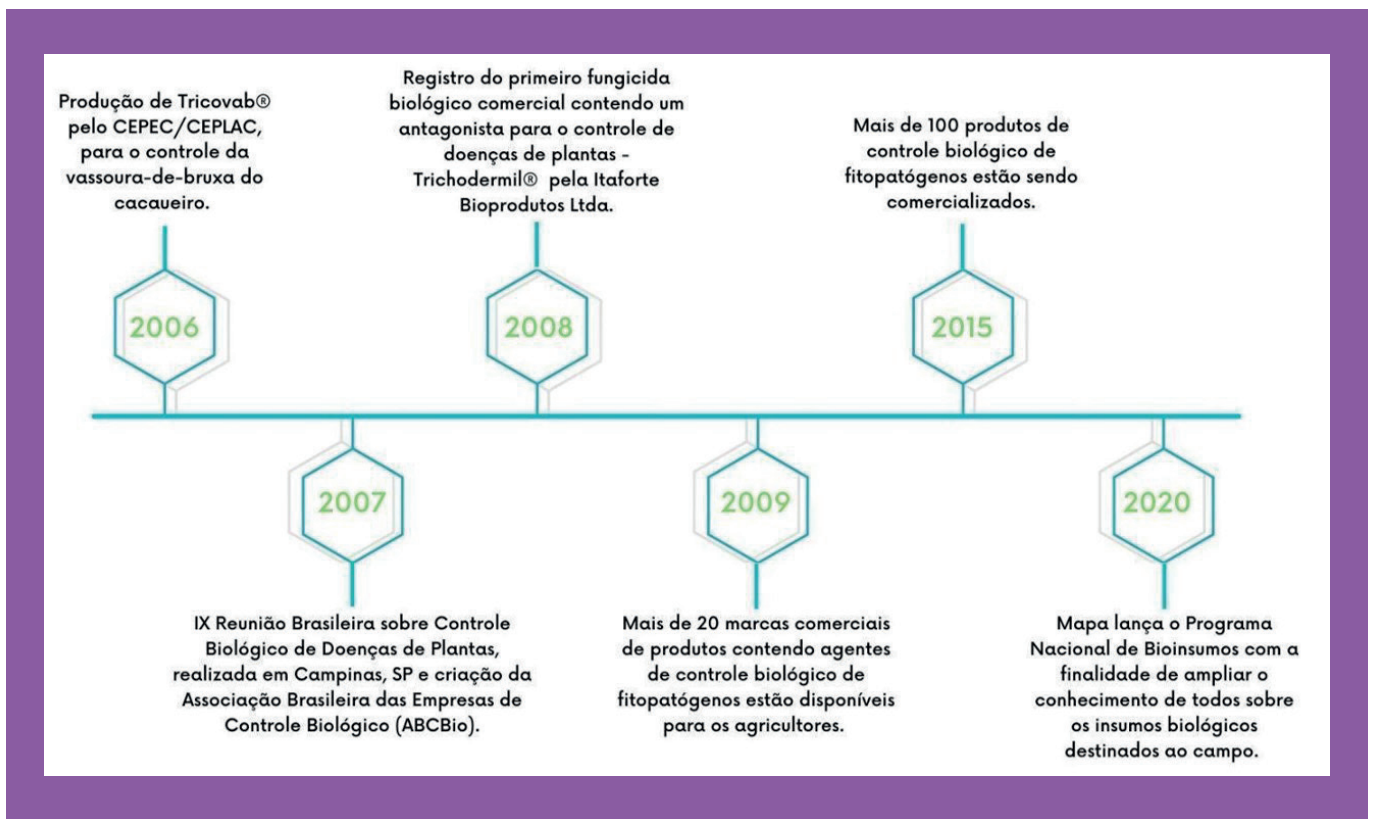 Produção de Tricovab®
pelo CEPEC/CEPLAC,
para o controle da
vassoura-de-bruxa do
cacaueiro.
2006
IX Reunião Brasileira sobre Controle
Biológico de Doenças de Plantas,
realizada em Campinas, SP e criação da
Associação Brasileira das Empresas de
Controle Biológico (ABCBio).
2007
Registro do primeiro fungicida
biológico comercial contendo um
antagonista para o controle de
doenças de plantas -
Trichodermil® pela Itaforte
Bioprodutos Ltda.
2008
Mais de 20 marcas comerciais
de produtos contendo agentes
de controle biológico de
fitopatógenos estão disponíveis
para os agricultores.
2009
Mais de 100 produtos de
controle biológico de
fitopatógenos estão sendo
comercializados.
2015
Mapa lança o Programa
Nacional de Bioinsumos com a
finalidade de ampliar o
conhecimento de todos sobre
os insumos biológicos
destinados ao campo.
2020